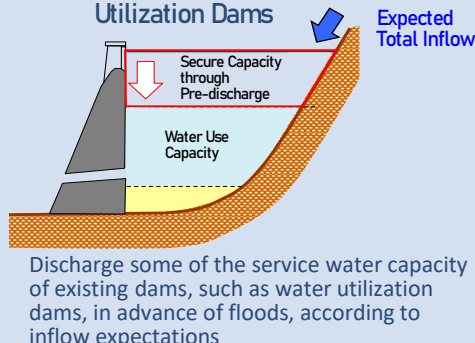 Utilization Dams
Expected
Total Inflow
Secure Capacity
through
Pre-discharge
Water Use
Capacity
Discharge some of the service water capacity
of existing dams, such as water utilization
dams, in advance of floods, according to
inflow expectations